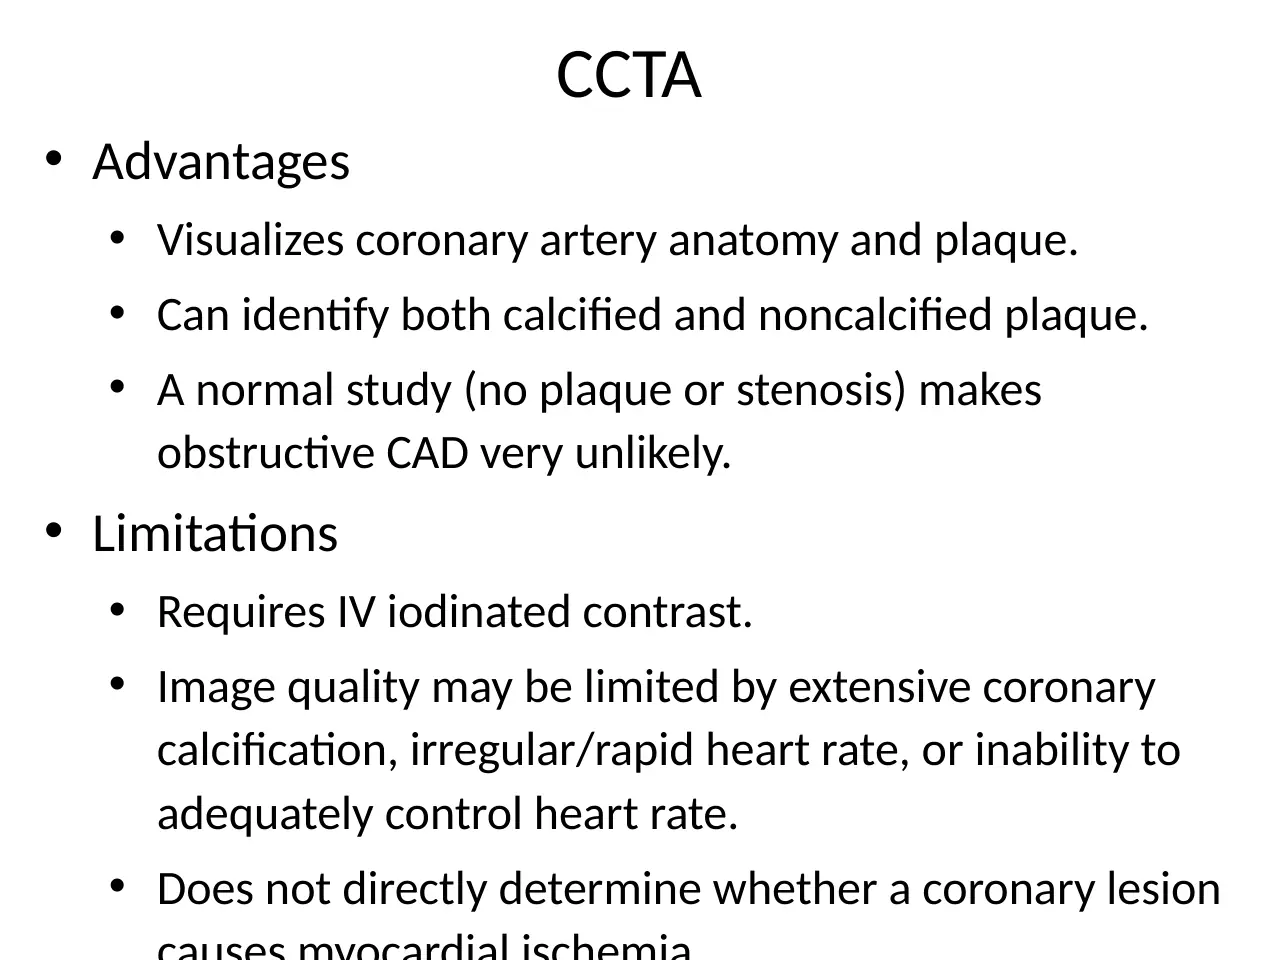 CCTA
• Advantages
• Visualizes coronary artery anatomy and plaque.
• Can identify both calcified and noncalcified plaque.
• A normal study (no plaque or stenosis) makes
obstructive CAD very unlikely.
• Limitations
• Requires IV iodinated contrast.
• Image quality may be limited by extensive coronary
calcification, irregular/rapid heart rate, or inability to
adequately control heart rate.
• Does not directly determine whether a coronary lesion
causes myocardial ischemia.